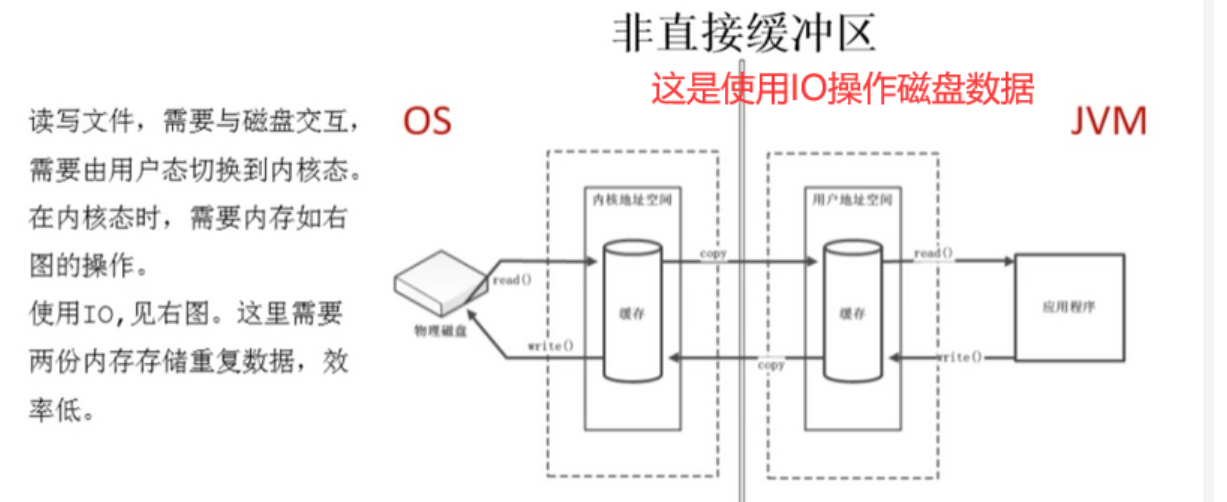 非直接缓冲区
这是使用IO操作磁盘数据
读写文件，需要与磁盘交互，
需要由用户态切换到内核态。
在内核态时，需要内存如右
图的操作。
使用IO,见右图。这里需要
两份内存存储重复数据，效
率低。
OS
JVM
内核地址空间
用户地址空间
copy
read()
read()
缓存
缓存
应用程序
物理磁盘
write()
copy
write()